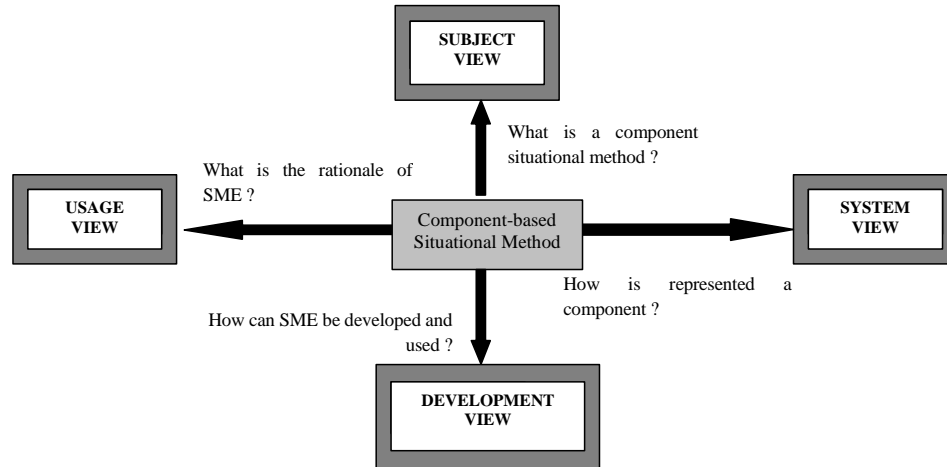 SUBJECT
VIEW
What is a component
situational method ?
What is the rationale of
SME ?
USAGE
VIEW
Component-based
Situational Method
SYSTEM
VIEW
How is represented a
component ?
How can SME be developed and
used ?
DEVELOPMENT
VIEW